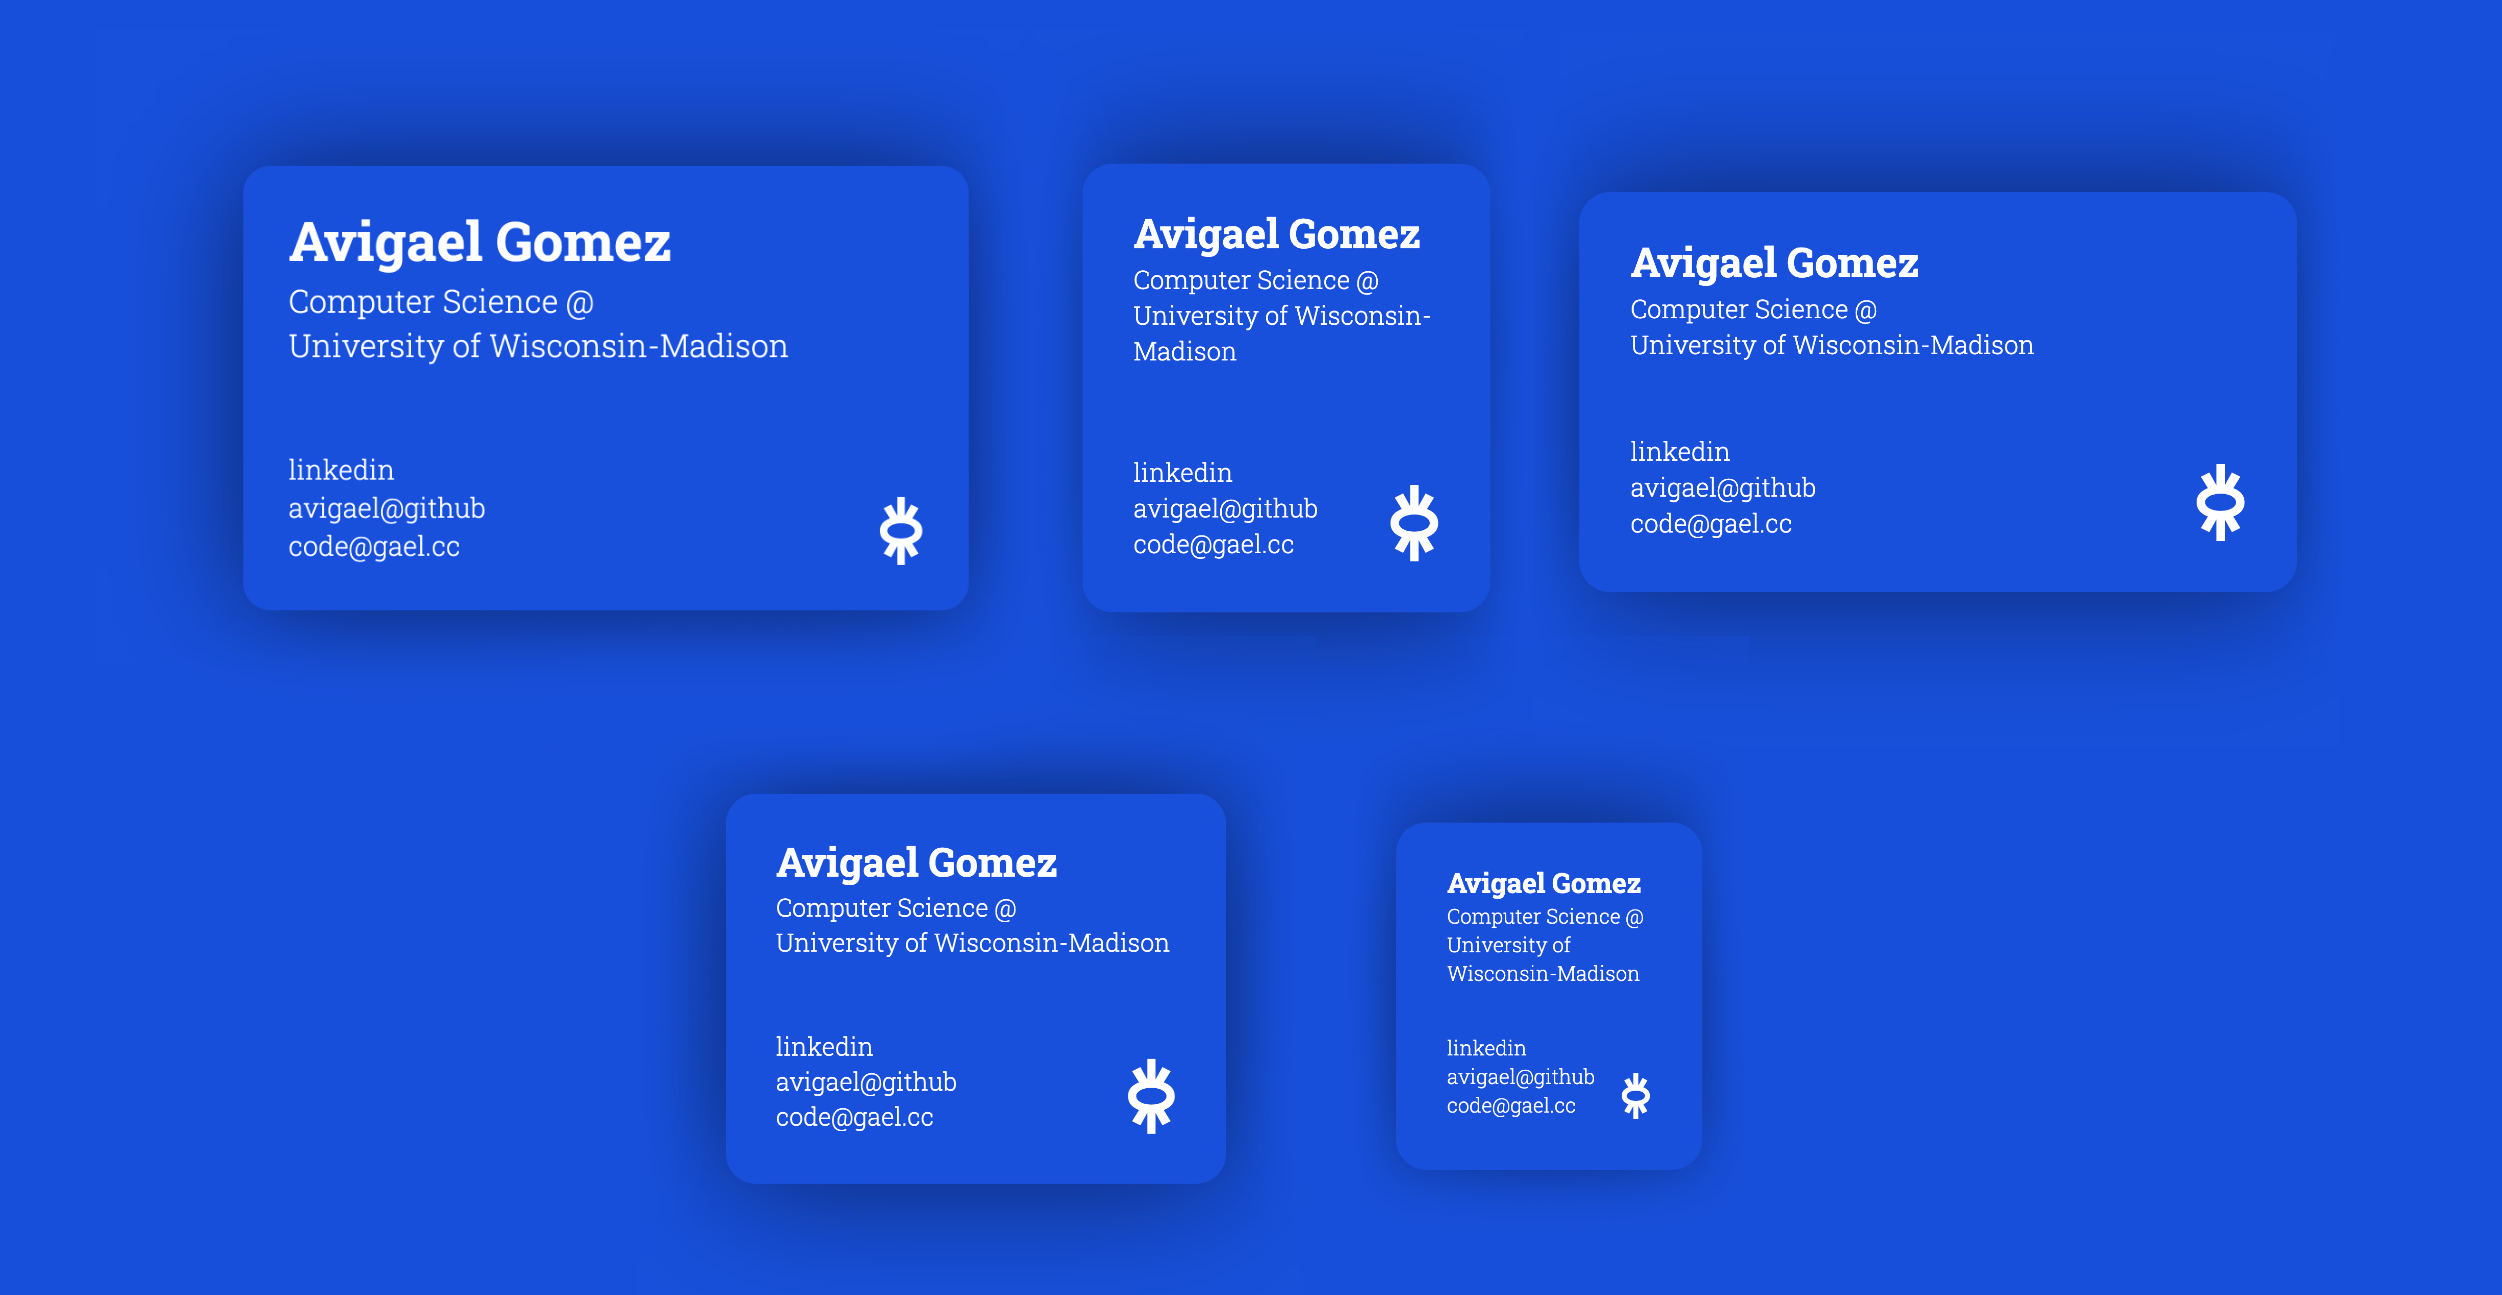 Avigael Gomez
Computer Science @
University of Wisconsin-Madison
linkedin
avigael@github
code@gael.cc
Avigael Gomez
Computer Science @
University of Wisconsin-
Madison
linkedin
avigael@github
code@gael.cc
Avigael Gomez
Computer Science @
University of Wisconsin-Madison
linkedin
avigael@github
code@gael.cc
Avigael Gomez
Computer Science @
University of Wisconsin-Madison
linkedin
avigael@github
code@gael.cc
Avigael Gomez
Computer Science @
University of
Wisconsin-Madison
linkedin
avigael@github
code@gael.cc